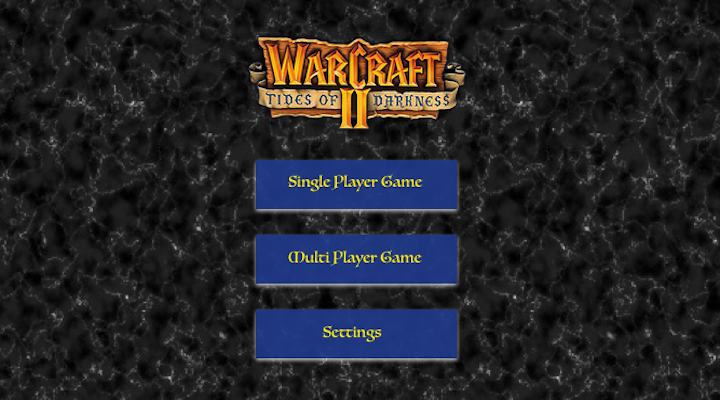 WARCRAFT
TIDES OF DARKNESS
II
Single Player Game
Multi Player Game
Settings